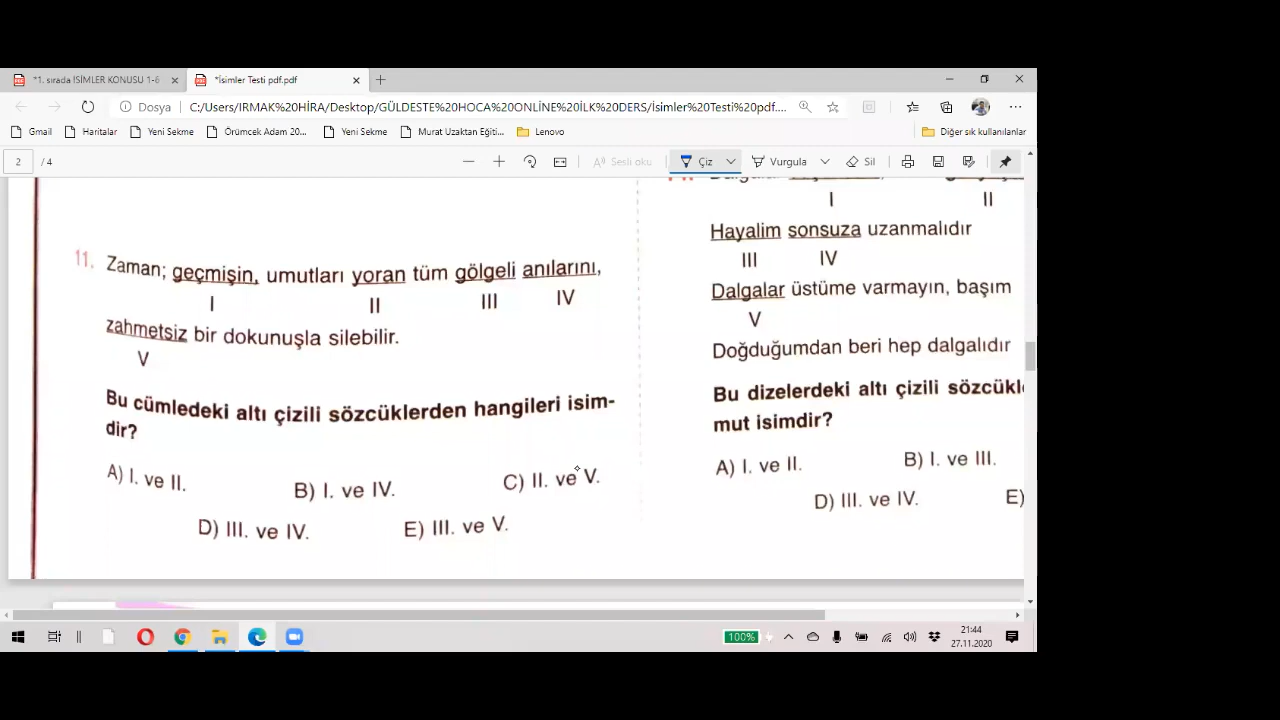 *1. sırada İSİMLER KONUSU 1-6
*İsimler Testi pdf.pdf
Dosya
C:/Users/IRMAK%20HİRA/Desktop/GÜLDESTE%20HOCA%20ONLİNE%20İLK%20DERS/İsimler%20Testi%20pdf....
Gmail
Haritalar
Yeni Sekme
Örümcek Adam 20...
Yeni Sekme
Murat Uzaktan Eğiti...
Lenovo
Diğer sık kullanılanlar
2 / 4
Sesli oku
Çiz
Vurgula
Sil
11. Zaman; geçmişin, umutları yoran tüm gölgeli anılarını,
I II III IV
zahmetsiz bir dokunuşla silebilir.
V
Bu cümledeki altı çizili sözcüklerden hangileri isim-
dir?
A) I. ve II.
B) I. ve IV.
C) II. ve V.
D) III. ve IV.
E) III. ve V.
I II
Hayalim sonsuza uzanmalıdır
III IV
Dalgalar üstüme varmayın, başım
V
Doğduğumdan beri hep dalgalıdır
Bu dizelerdeki altı çizili sözcükl
mut isimdir?
A) I. ve II.
B) I. ve III.
D) III. ve IV.
E)
100%
21:44
27.11.2020